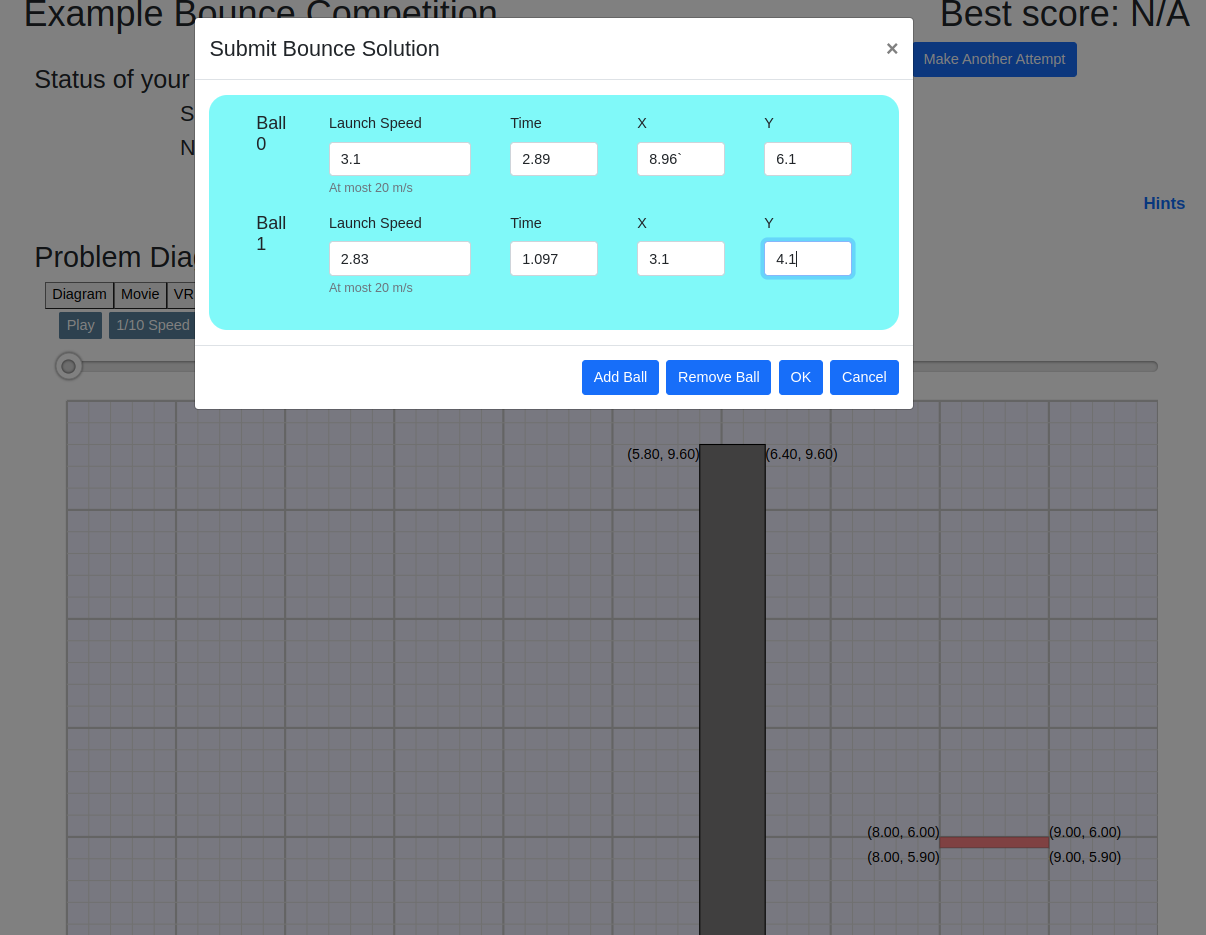 Example Bounce Competition
Best score: N/A
Submit Bounce Solution
×
Make Another Attempt
Status of your
S
N
Ball 0
Launch Speed
Time
X
Y
3.1
2.89
8.96`
6.1
At most 20 m/s
Ball 1
Launch Speed
Time
X
Y
2.83
1.097
3.1
4.1
At most 20 m/s
Hints
Problem Dia
Diagram
Movie
VR
Play
1/10 Speed
Add Ball
Remove Ball
OK
Cancel
(5.80, 9.60)
(6.40, 9.60)
(8.00, 6.00)
(9.00, 6.00)
(8.00, 5.90)
(9.00, 5.90)